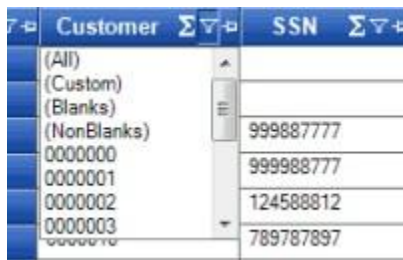 Customer Σ SSN Σ
(All)
(Custom)
(Blanks)
(NonBlanks) 999887777
0000000
0000001 999988777
0000002 124588812
0000003
789787897